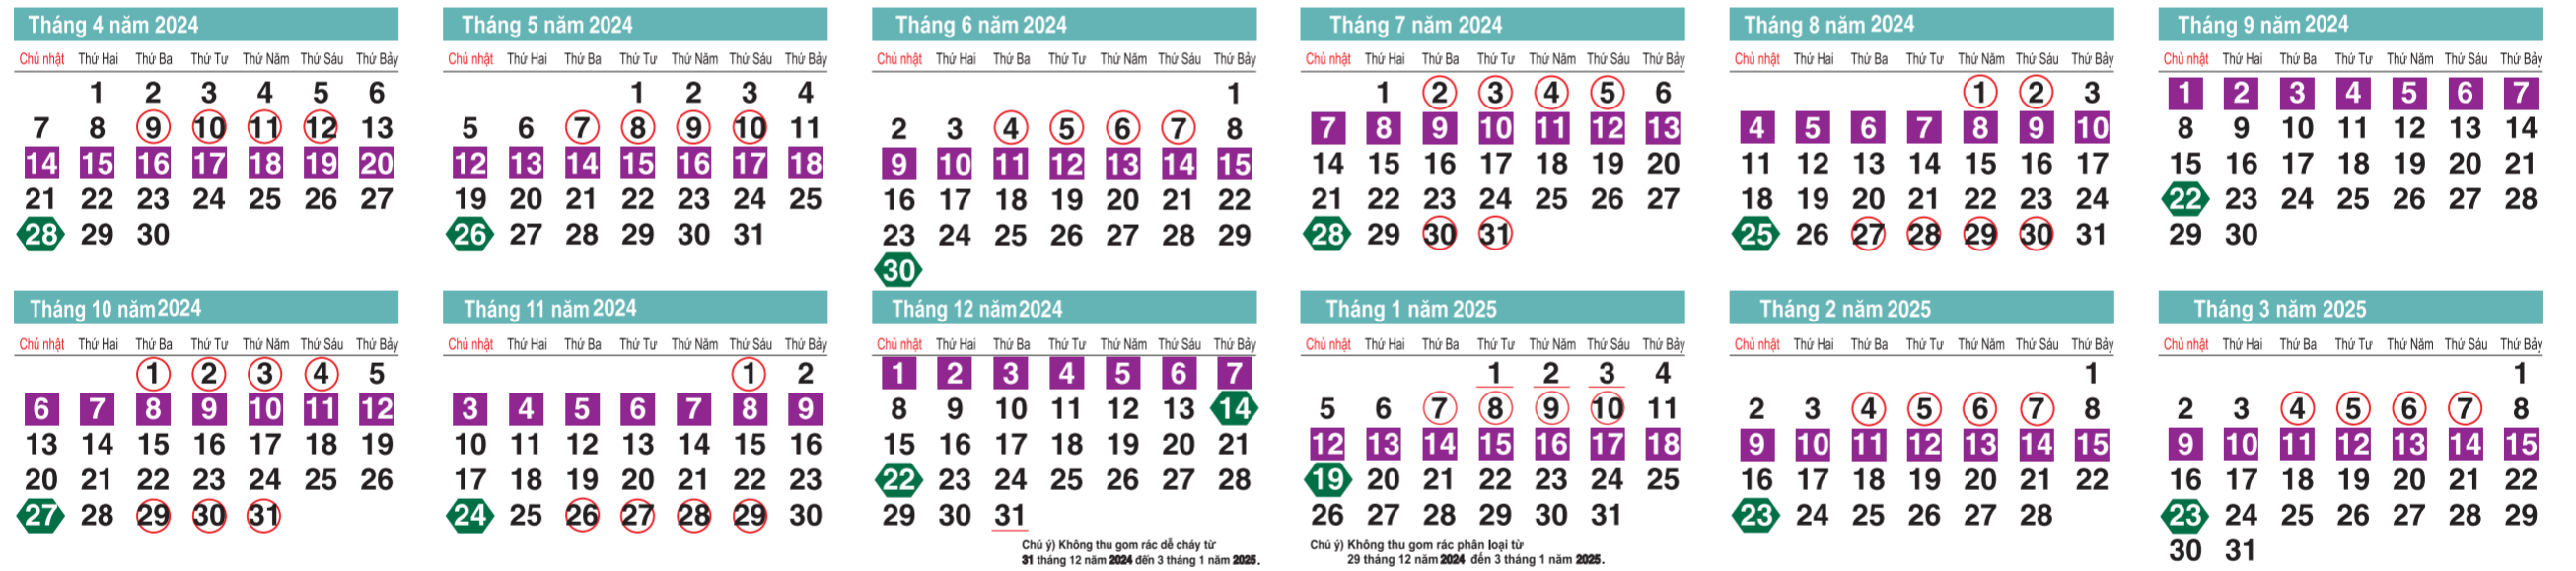 Tháng 4 năm 2024
Chủ nhật Thứ Hai Thứ Ba Thứ Tư Thứ Năm Thứ Sáu Thứ Bảy
1 2 3 4 5 6
7 8 9 10 11 12 13
14 15 16 17 18 19 20
21 22 23 24 25 26 27
28 29 30
Tháng 5 năm 2024
Chủ nhật Thứ Hai Thứ Ba Thứ Tư Thứ Năm Thứ Sáu Thứ Bảy
1 2 3 4
5 6 7 8 9 10 11
12 13 14 15 16 17 18
19 20 21 22 23 24 25
26 27 28 29 30 31
Tháng 6 năm 2024
Chủ nhật Thứ Hai Thứ Ba Thứ Tư Thứ Năm Thứ Sáu Thứ Bảy
1
2 3 4 5 6 7 8
9 10 11 12 13 14 15
16 17 18 19 20 21 22
23 24 25 26 27 28 29
30
Tháng 7 năm 2024
Chủ nhật Thứ Hai Thứ Ba Thứ Tư Thứ Năm Thứ Sáu Thứ Bảy
1 2 3 4 5 6
7 8 9 10 11 12 13
14 15 16 17 18 19 20
21 22 23 24 25 26 27
28 29 30 31
Tháng 8 năm 2024
Chủ nhật Thứ Hai Thứ Ba Thứ Tư Thứ Năm Thứ Sáu Thứ Bảy
1 2 3
4 5 6 7 8 9 10
11 12 13 14 15 16 17
18 19 20 21 22 23 24
25 26 27 28 29 30 31
Tháng 9 năm 2024
Chủ nhật Thứ Hai Thứ Ba Thứ Tư Thứ Năm Thứ Sáu Thứ Bảy
1 2 3 4 5 6 7
8 9 10 11 12 13 14
15 16 17 18 19 20 21
22 23 24 25 26 27 28
29 30
Tháng 10 năm 2024
Chủ nhật Thứ Hai Thứ Ba Thứ Tư Thứ Năm Thứ Sáu Thứ Bảy
1 2 3 4 5
6 7 8 9 10 11 12
13 14 15 16 17 18 19
20 21 22 23 24 25 26
27 28 29 30 31
Tháng 11 năm 2024
Chủ nhật Thứ Hai Thứ Ba Thứ Tư Thứ Năm Thứ Sáu Thứ Bảy
1 2
3 4 5 6 7 8 9
10 11 12 13 14 15 16
17 18 19 20 21 22 23
24 25 26 27 28 29 30
Tháng 12 năm 2024
Chủ nhật Thứ Hai Thứ Ba Thứ Tư Thứ Năm Thứ Sáu Thứ Bảy
1 2 3 4 5 6 7
8 9 10 11 12 13 14
15 16 17 18 19 20 21
22 23 24 25 26 27 28
29 30 31
Chú ý) Không thu gom rác dễ cháy từ
31 tháng 12 năm 2024 đến 3 tháng 1 năm 2025.
Tháng 1 năm 2025
Chủ nhật Thứ Hai Thứ Ba Thứ Tư Thứ Năm Thứ Sáu Thứ Bảy
1 2 3 4
5 6 7 8 9 10 11
12 13 14 15 16 17 18
19 20 21 22 23 24 25
26 27 28 29 30 31
Chú ý) Không thu gom rác phân loại từ
29 tháng 12 năm 2024 đến 3 tháng 1 năm 2025.
Tháng 2 năm 2025
Chủ nhật Thứ Hai Thứ Ba Thứ Tư Thứ Năm Thứ Sáu Thứ Bảy
1
2 3 4 5 6 7 8
9 10 11 12 13 14 15
16 17 18 19 20 21 22
23 24 25 26 27 28
Tháng 3 năm 2025
Chủ nhật Thứ Hai Thứ Ba Thứ Tư Thứ Năm Thứ Sáu Thứ Bảy
1
2 3 4 5 6 7 8
9 10 11 12 13 14 15
16 17 18 19 20 21 22
23 24 25 26 27 28 29
30 31